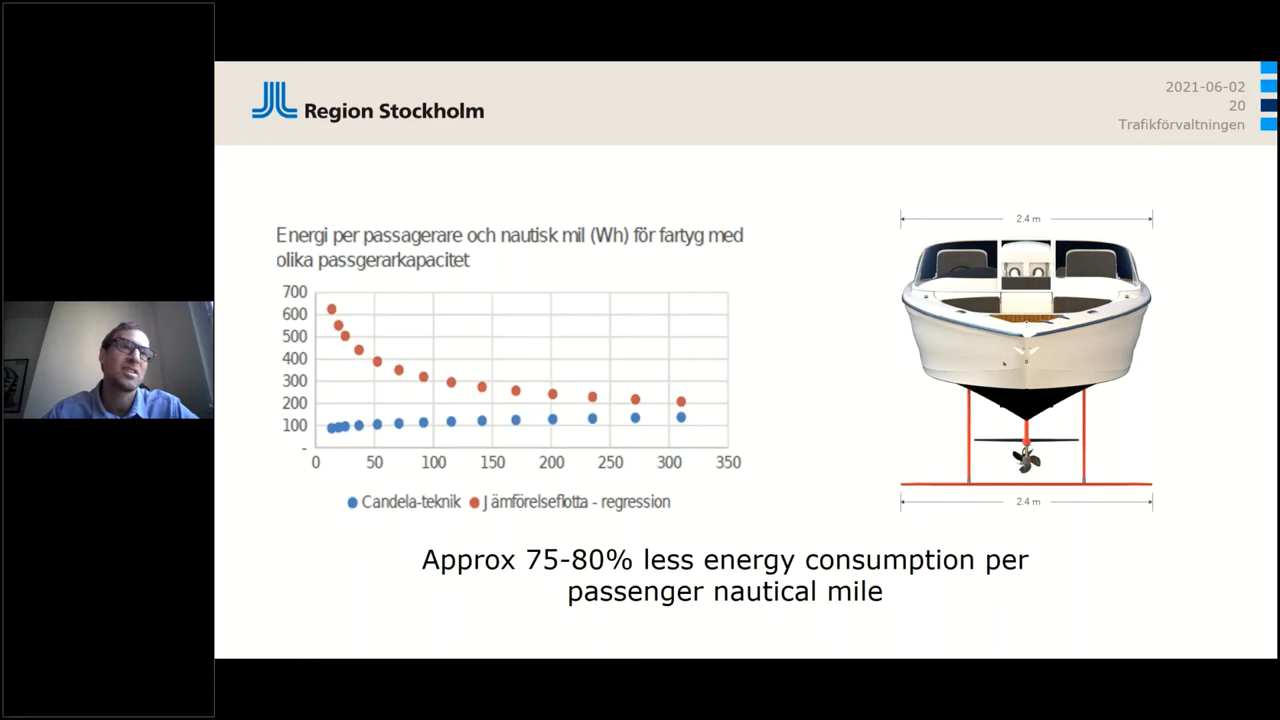 Region Stockholm
2021-06-02
20
Trafikförvaltningen
Energi per passagerare och nautisk mil (Wh) för fartyg med
olika passgerarkapacitet
700
600
500
400
300
200
100
-
0 50 100 150 200 250 300 350
Candela-teknik Jämförelseflotta - regression
2.4 m
2.4 m
Approx 75-80% less energy consumption per
passenger nautical mile